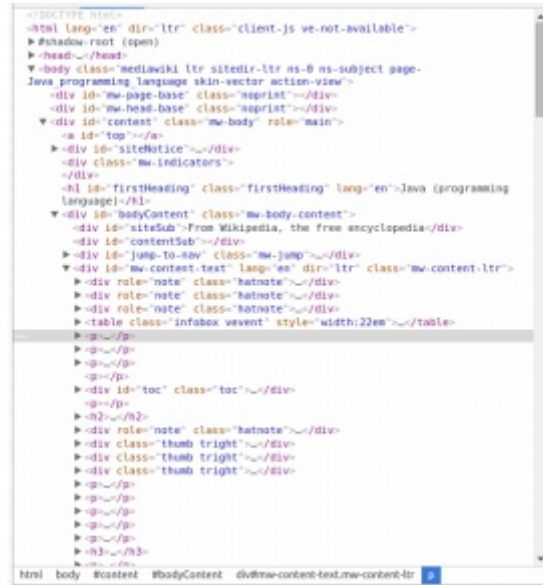 <!DOCTYPE html>
<html lang="en" dir="ltr" class="client-js ve-not-available">
▶#shadow-root (open)
▶<head>…</head>
▼<body class="mediawiki ltr sitedir-ltr ns-0 ns-subject page-
Java_programming_language skin-vector action-view">
<div id="mw-page-base" class="noprint"></div>
<div id="mw-head-base" class="noprint"></div>
▼<div id="content" class="mw-body" role="main">
<a id="top"></a>
▶<div id="siteNotice">…</div>
<div class="mw-indicators">
</div>
<h1 id="firstHeading" class="firstHeading" lang="en">Java (programming
language)</h1>
▼<div id="bodyContent" class="mw-body-content">
<div id="siteSub">From Wikipedia, the free encyclopedia</div>
<div id="contentSub"></div>
▶<div id="jump-to-nav" class="mw-jump">…</div>
▼<div id="mw-content-text" lang="en" dir="ltr" class="mw-content-ltr">
▶<div role="note" class="hatnote">…</div>
▶<div role="note" class="hatnote">…</div>
▶<div role="note" class="hatnote">…</div>
▶<table class="infobox vevent" style="width:22em">…</table>
▶<p>…</p>
▶<p>…</p>
▶<p>…</p>
<p></p>
▶<div id="toc" class="toc">…</div>
<p></p>
▶<h2>…</h2>
▶<div role="note" class="hatnote">…</div>
▶<div class="thumb tright">…</div>
▶<div class="thumb tright">…</div>
▶<div class="thumb tright">…</div>
▶<p>…</p>
▶<p>…</p>
▶<p>…</p>
▶<p>…</p>
▶<p>…</p>
▶<h3>…</h3>
▶<p>…</p>
html body #content #bodyContent div#mw-content-text.mw-content-ltr p